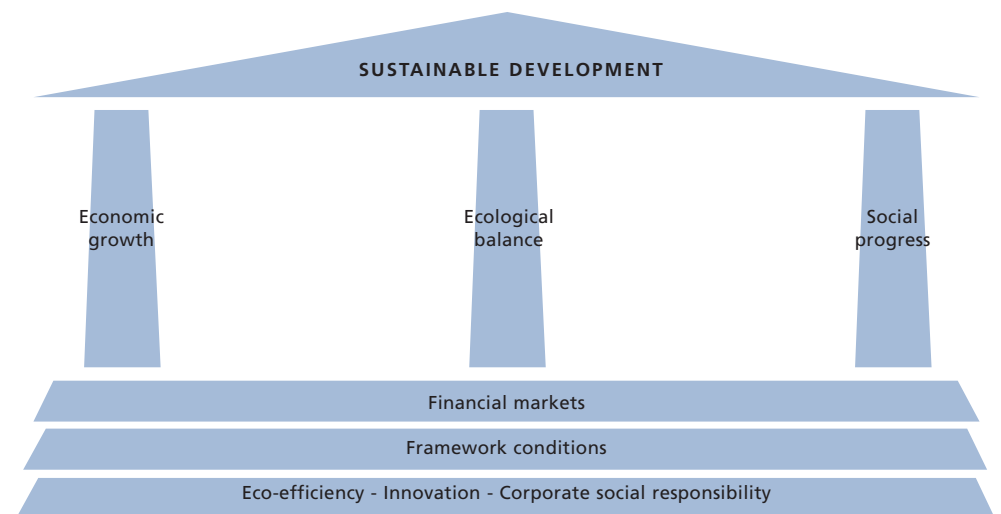 SUSTAINABLE DEVELOPMENT
Economic
growth
Ecological
balance
Social
progress
Financial markets
Framework conditions
Eco-efficiency - Innovation - Corporate social responsibility